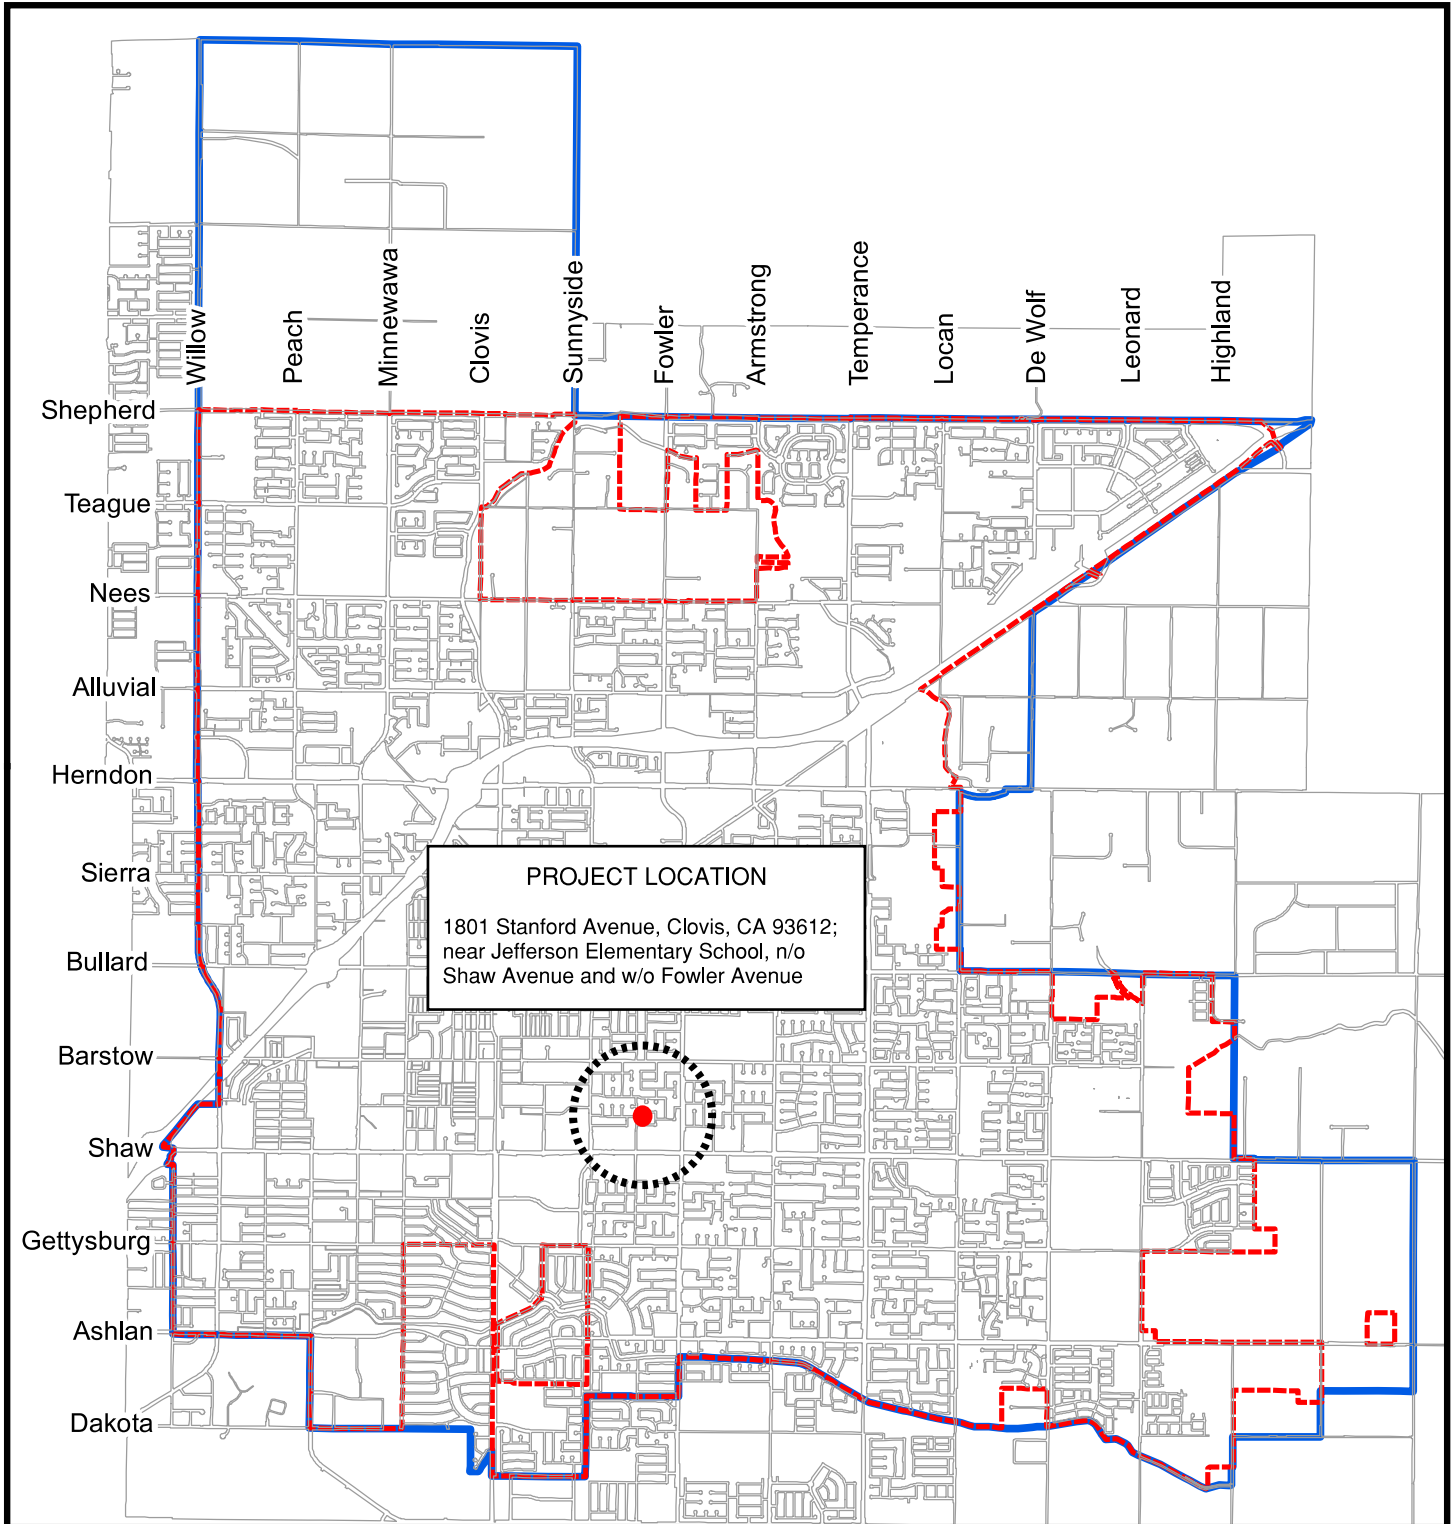 Willow
Peach
Minnewawa
Clovis
Sunnyside
Fowler
Armstrong
Temperance
Locan
De Wolf
Leonard
Highland
Shepherd
Teague
Nees
Alluvial
Herndon
Sierra
Bullard
Barstow
Shaw
Gettysburg
Ashlan
Dakota
PROJECT LOCATION
1801 Stanford Avenue, Clovis, CA 93612;
near Jefferson Elementary School, n/o
Shaw Avenue and w/o Fowler Avenue